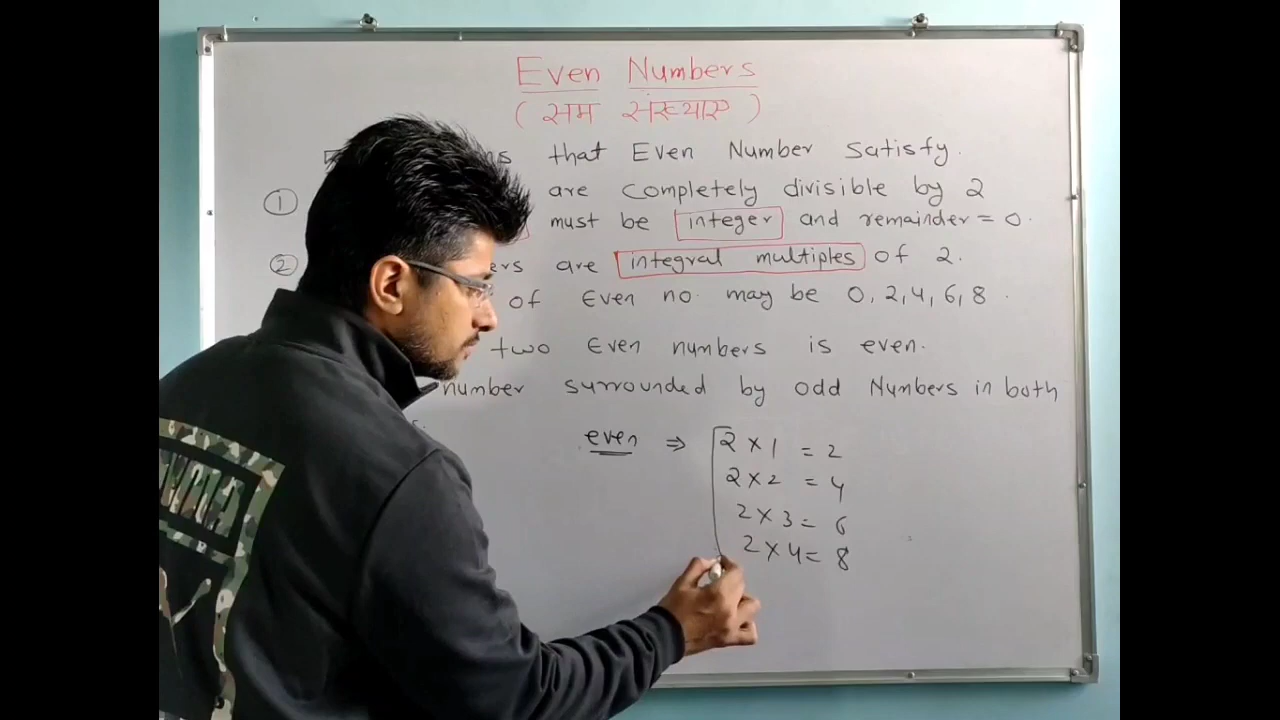 Even Numbers
( सम संख्याए )
that Even Number Satisfy.
① are completely divisible by 2
must be integer and remainder = 0.
② are integral multiples of 2.
of Even no. may be 0, 2, 4, 6, 8.
two Even numbers is even.
number surrounded by odd Numbers in both
even ⇒ 2 × 1 = 2
2 × 2 = 4
2 × 3 = 6
2 × 4 = 8